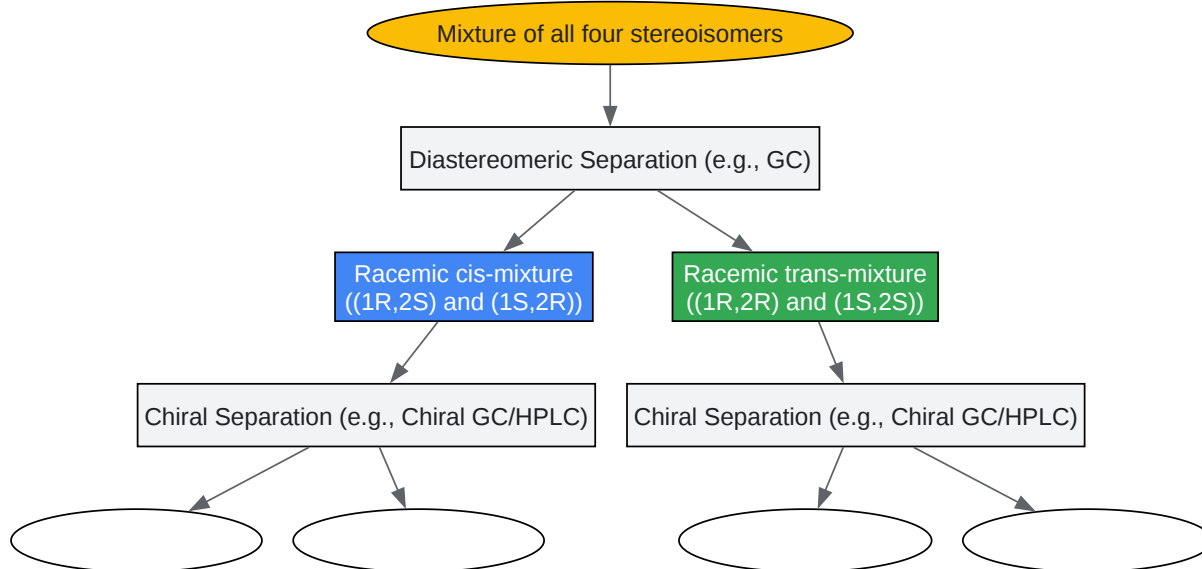 Mixture of all four stereoisomers
Diastereomeric Separation (e.g., GC)
Racemic cis-mixture
((1R,2S) and (1S,2R))
Racemic trans-mixture
((1R,2R) and (1S,2S))
Chiral Separation (e.g., Chiral GC/HPLC)
Chiral Separation (e.g., Chiral GC/HPLC)